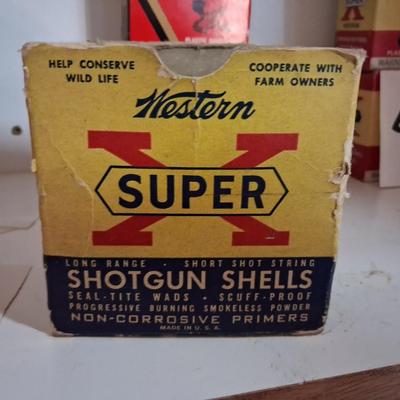 HELP CONSERVE
WILD LIFE
COOPERATE WITH
FARM OWNERS
Western
X
SUPER
LONG RANGE · SHORT SHOT STRING
SHOTGUN SHELLS
SEAL-TITE WADS · SCUFF-PROOF
PROGRESSIVE BURNING SMOKELESS POWDER
NON-CORROSIVE PRIMERS
MADE IN U.S.A.